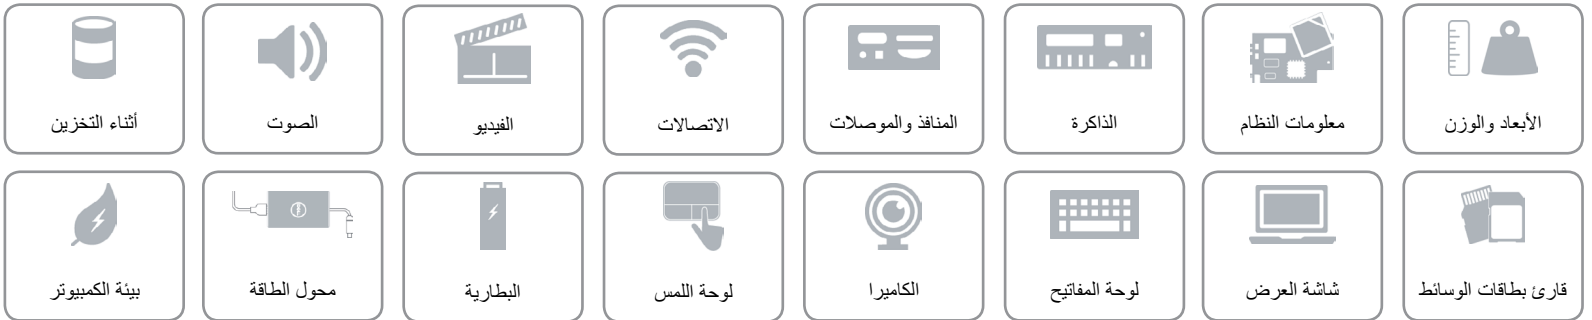 الأبعاد والوزن
معلومات النظام
الذاكرة
المنافذ والموصلات
الاتصالات
الفيديو
الصوت
أثناء التخزين
قارئ بطاقات الوسائط
شاشة العرض
لوحة المفاتيح
الكاميرا
لوحة اللمس
البطارية
محول الطاقة
بيئة الكمبيوتر